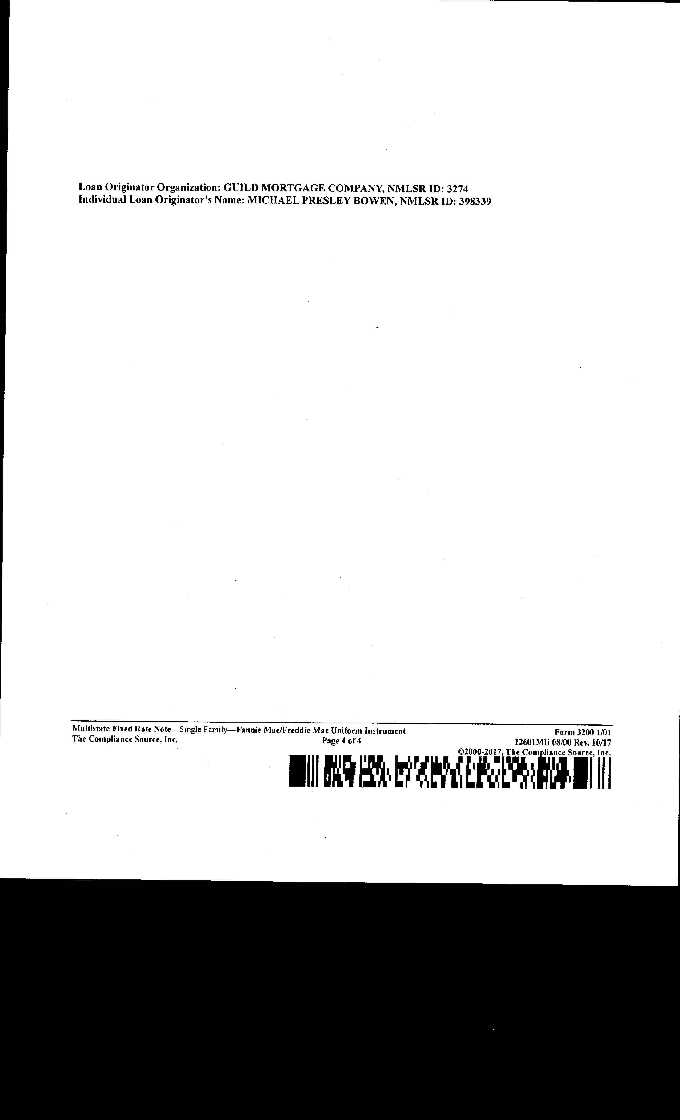 Loan Originator Organization: GUILD MORTGAGE COMPANY, NMLSR ID: 3274
Individual Loan Originator's Name: MICHAEL PRESLEY BOWEN, NMLSR ID: 398339
Multistate Fixed Rate Note—Single Family—Fannie Mae/Freddie Mac Uniform Instrument
Form 3200 1/01
The Compliance Source, Inc.
Page 4 of 4
12601MU 08/00 Rev. 10/17
©2000-2017, The Compliance Source, Inc.